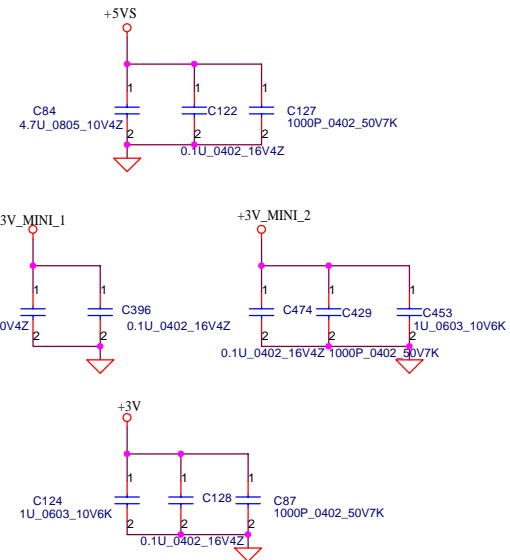 +5VS
1 1 1
C84 C122 C127
4.7U_0805_10V4Z 1000P_0402_50V7K
2 2 2
0.1U_0402_16V4Z
3V_MINI_1 +3V_MINI_2
1 1 1 1 1
C396 C474 C429 C453
0V4Z 0.1U_0402_16V4Z 1U_0603_10V6K
2 2 2 2 2
0.1U_0402_16V4Z 1000P_0402_50V7K
+3V
1 1 1
C124 C128 C87
1U_0603_10V6K 1000P_0402_50V7K
2 2 2
0.1U_0402_16V4Z